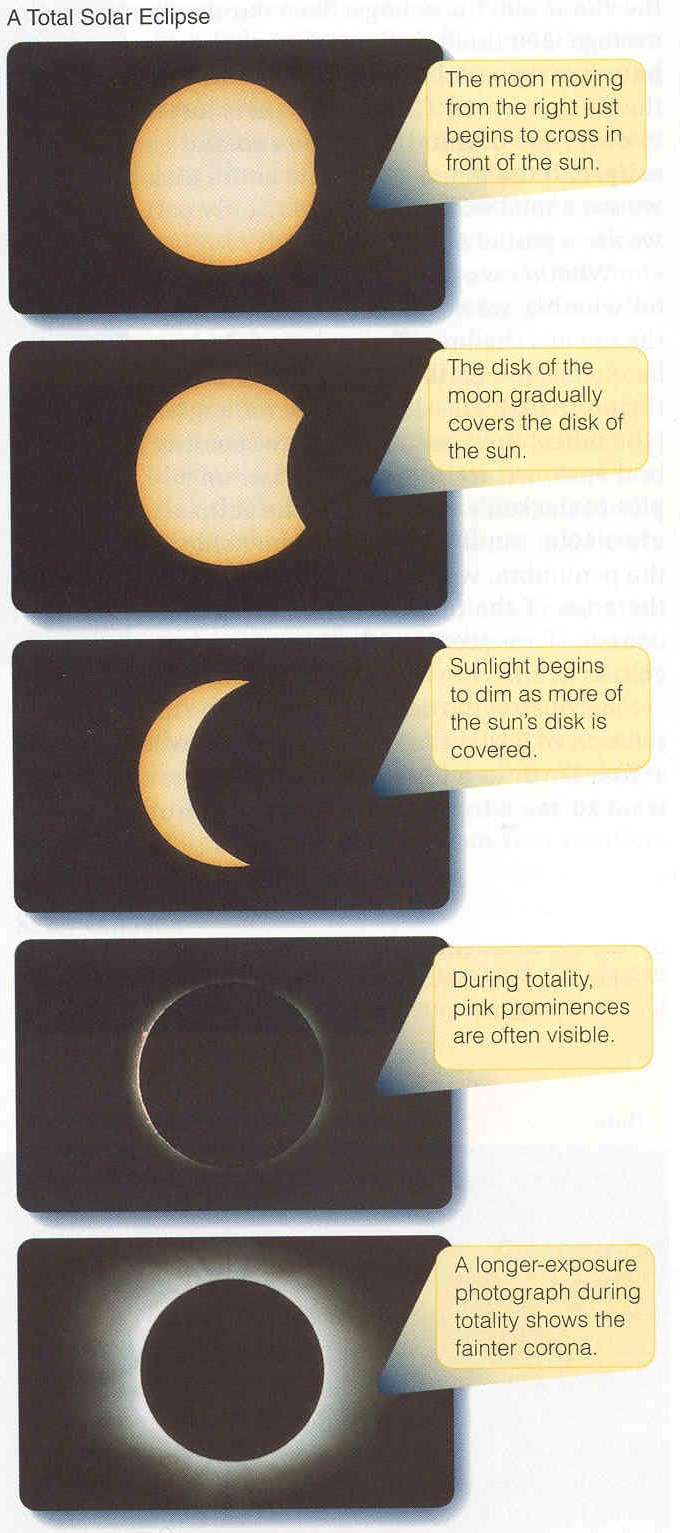 A Total Solar Eclipse
The moon moving
from the right just
begins to cross in
front of the sun.
The disk of the
moon gradually
covers the disk of
the sun.
Sunlight begins
to dim as more of
the sun's disk is
covered.
During totality,
pink prominences
are often visible.
A longer-exposure
photograph during
totality shows the
fainter corona.